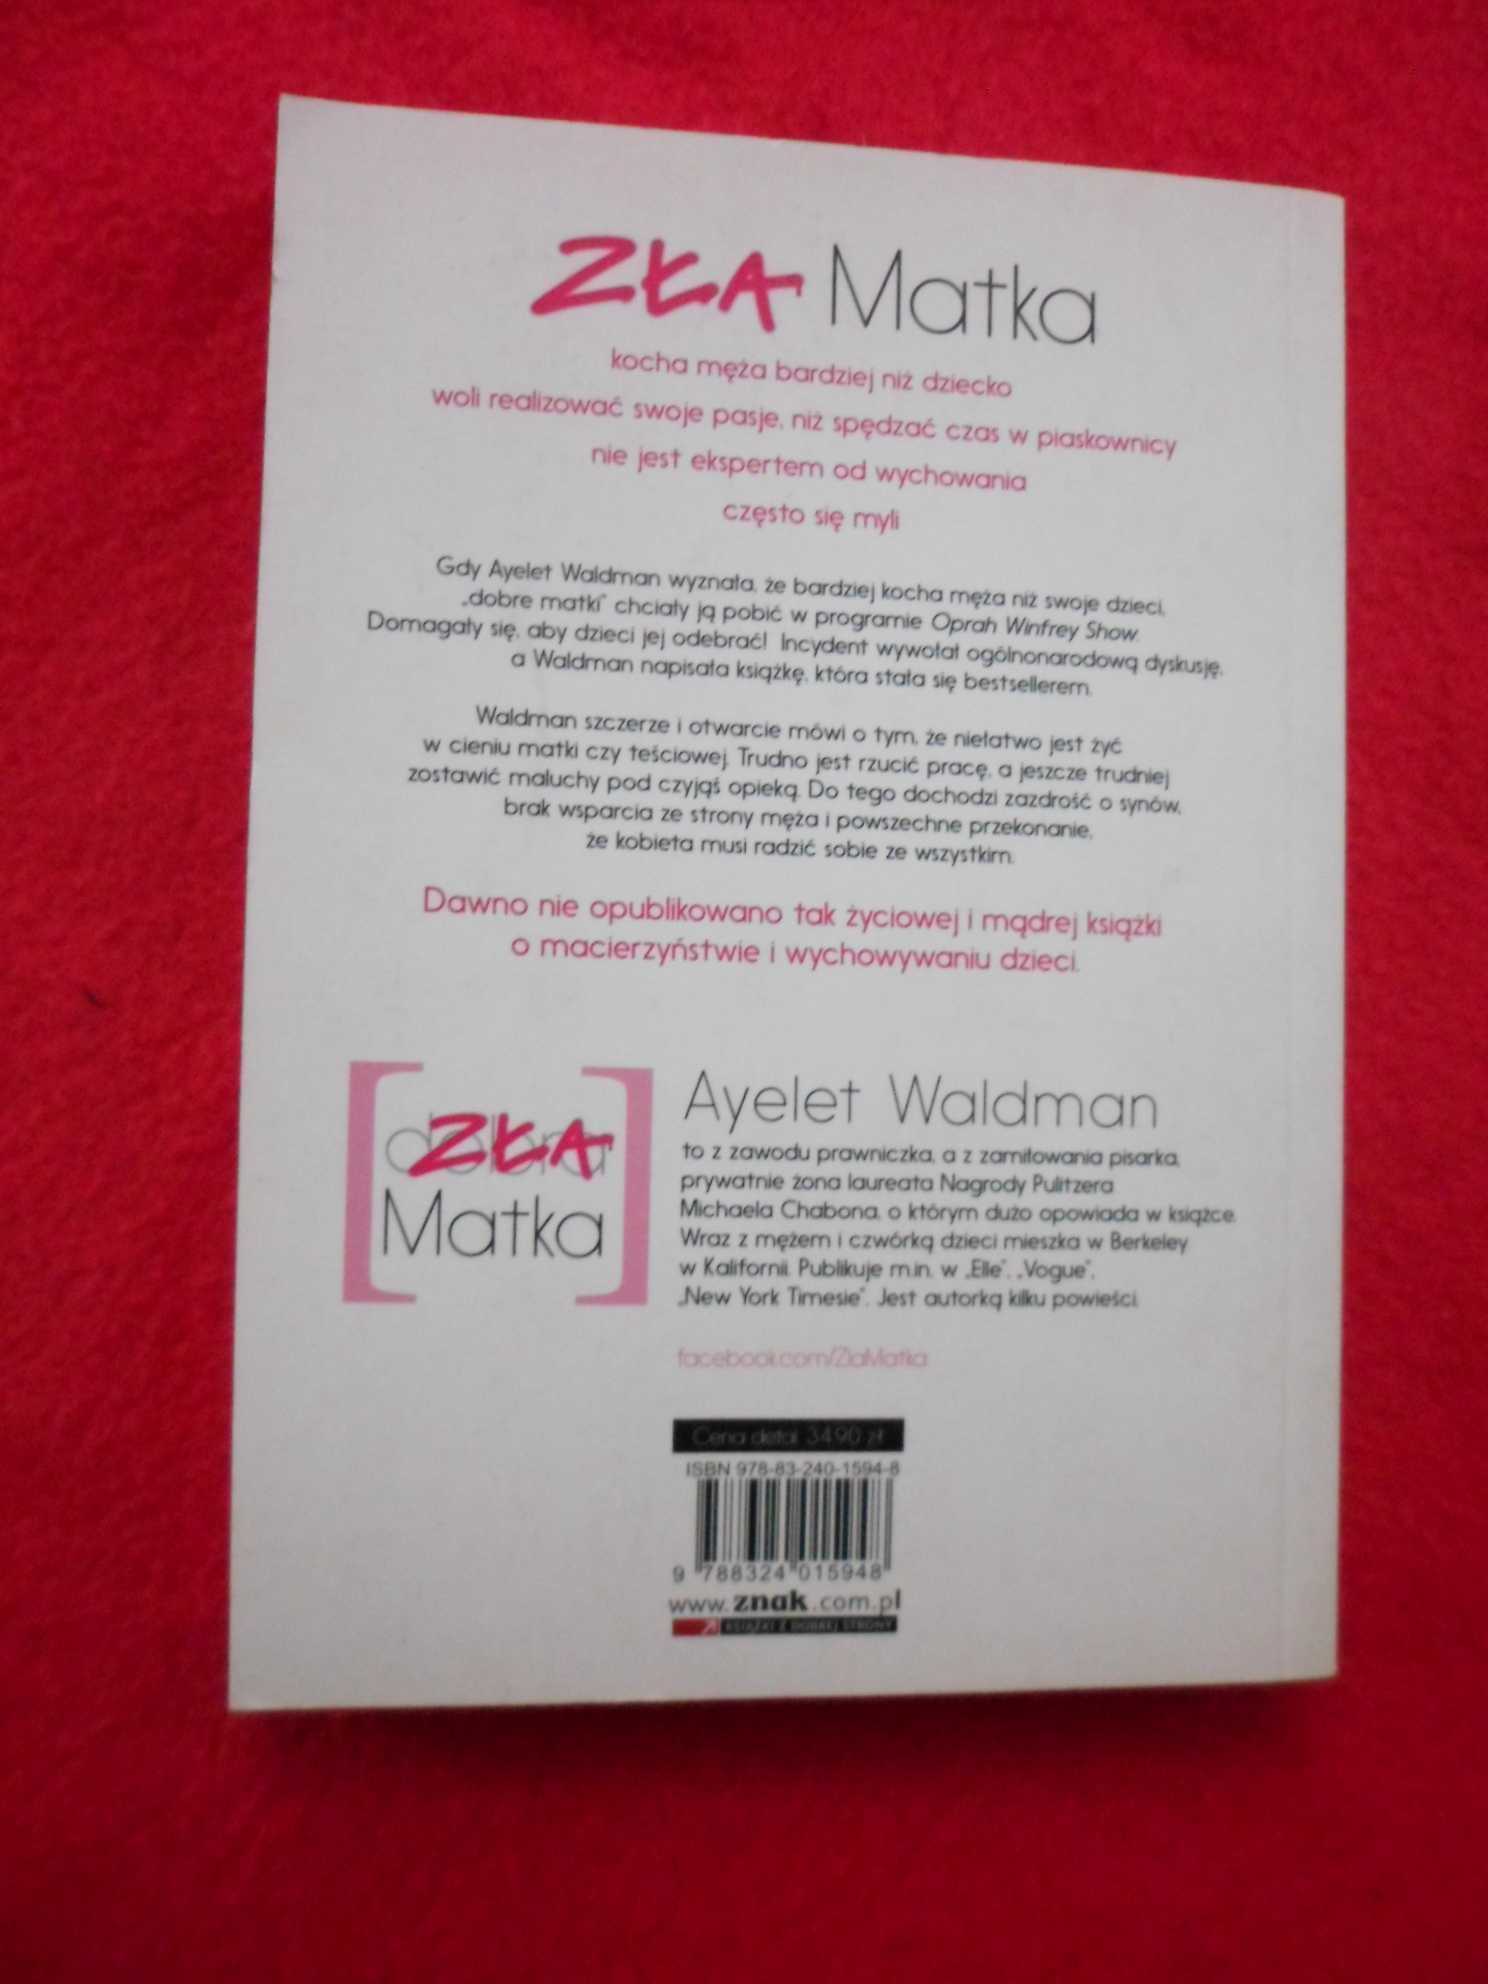 ZŁA Matka
kocha męża bardziej niż dziecko
woli realizować swoje pasje, niż spędzać czas w piaskownicy
nie jest ekspertem od wychowania
często się myli
Gdy Ayelet Waldman wyznała, że bardziej kocha męża niż swoje dzieci,
„dobre matki” chciały ją pobić w programie Oprah Winfrey Show.
Domagały się, aby dzieci jej odebrać! Incydent wywołał ogólnonarodową dyskusję,
a Waldman napisała książkę, która stała się bestsellerem.
Waldman szczerze i otwarcie mówi o tym, że niełatwo jest żyć
w cieniu matki czy teściowej. Trudno jest rzucić pracę, a jeszcze trudniej
zostawić maluchy pod czyjąś opieką. Do tego dochodzi zazdrość o synów,
brak wsparcia ze strony męża i powszechne przekonanie,
że kobieta musi radzić sobie ze wszystkim.
Dawno nie opublikowano tak życiowej i mądrej książki
o macierzyństwie i wychowywaniu dzieci.
[dobra ZŁA
Matka]
Ayelet Waldman
to z zawodu prawniczka, a z zamiłowania pisarka,
prywatnie żona laureata Nagrody Pulitzera
Michaela Chabona, o którym dużo opowiada w książce.
Wraz z mężem i czwórką dzieci mieszka w Berkeley
w Kalifornii. Publikuje m.in. w „Elle”, „Vogue”,
„New York Timesie”. Jest autorką kilku powieści.
facebook.com/ZlaMatka
Cena detal. 34,90 zł
ISBN 978-83-240-1594-8
9 788324 015948
www.znak.com.pl
KSIĄŻKI Z DOBREJ STRONY